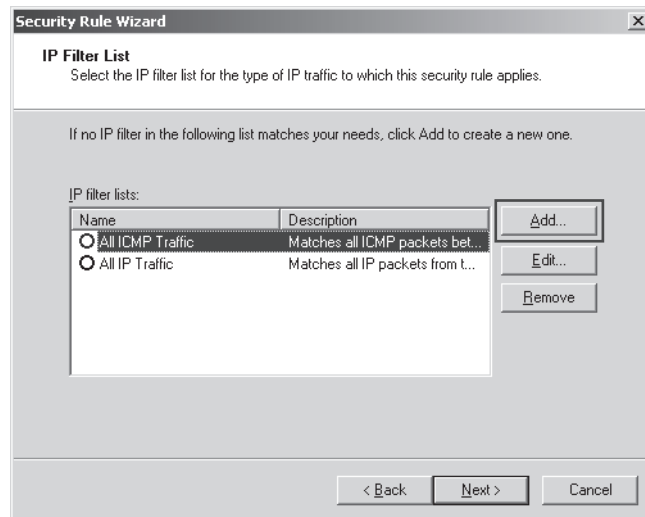 Security Rule Wizard
IP Filter List
Select the IP filter list for the type of IP traffic to which this security rule applies.
If no IP filter in the following list matches your needs, click Add to create a new one.
IP filter lists:
Name Description
All ICMP Traffic Matches all ICMP packets bet...
All IP Traffic Matches all IP packets from t...
Add...
Edit...
Remove
< Back Next > Cancel